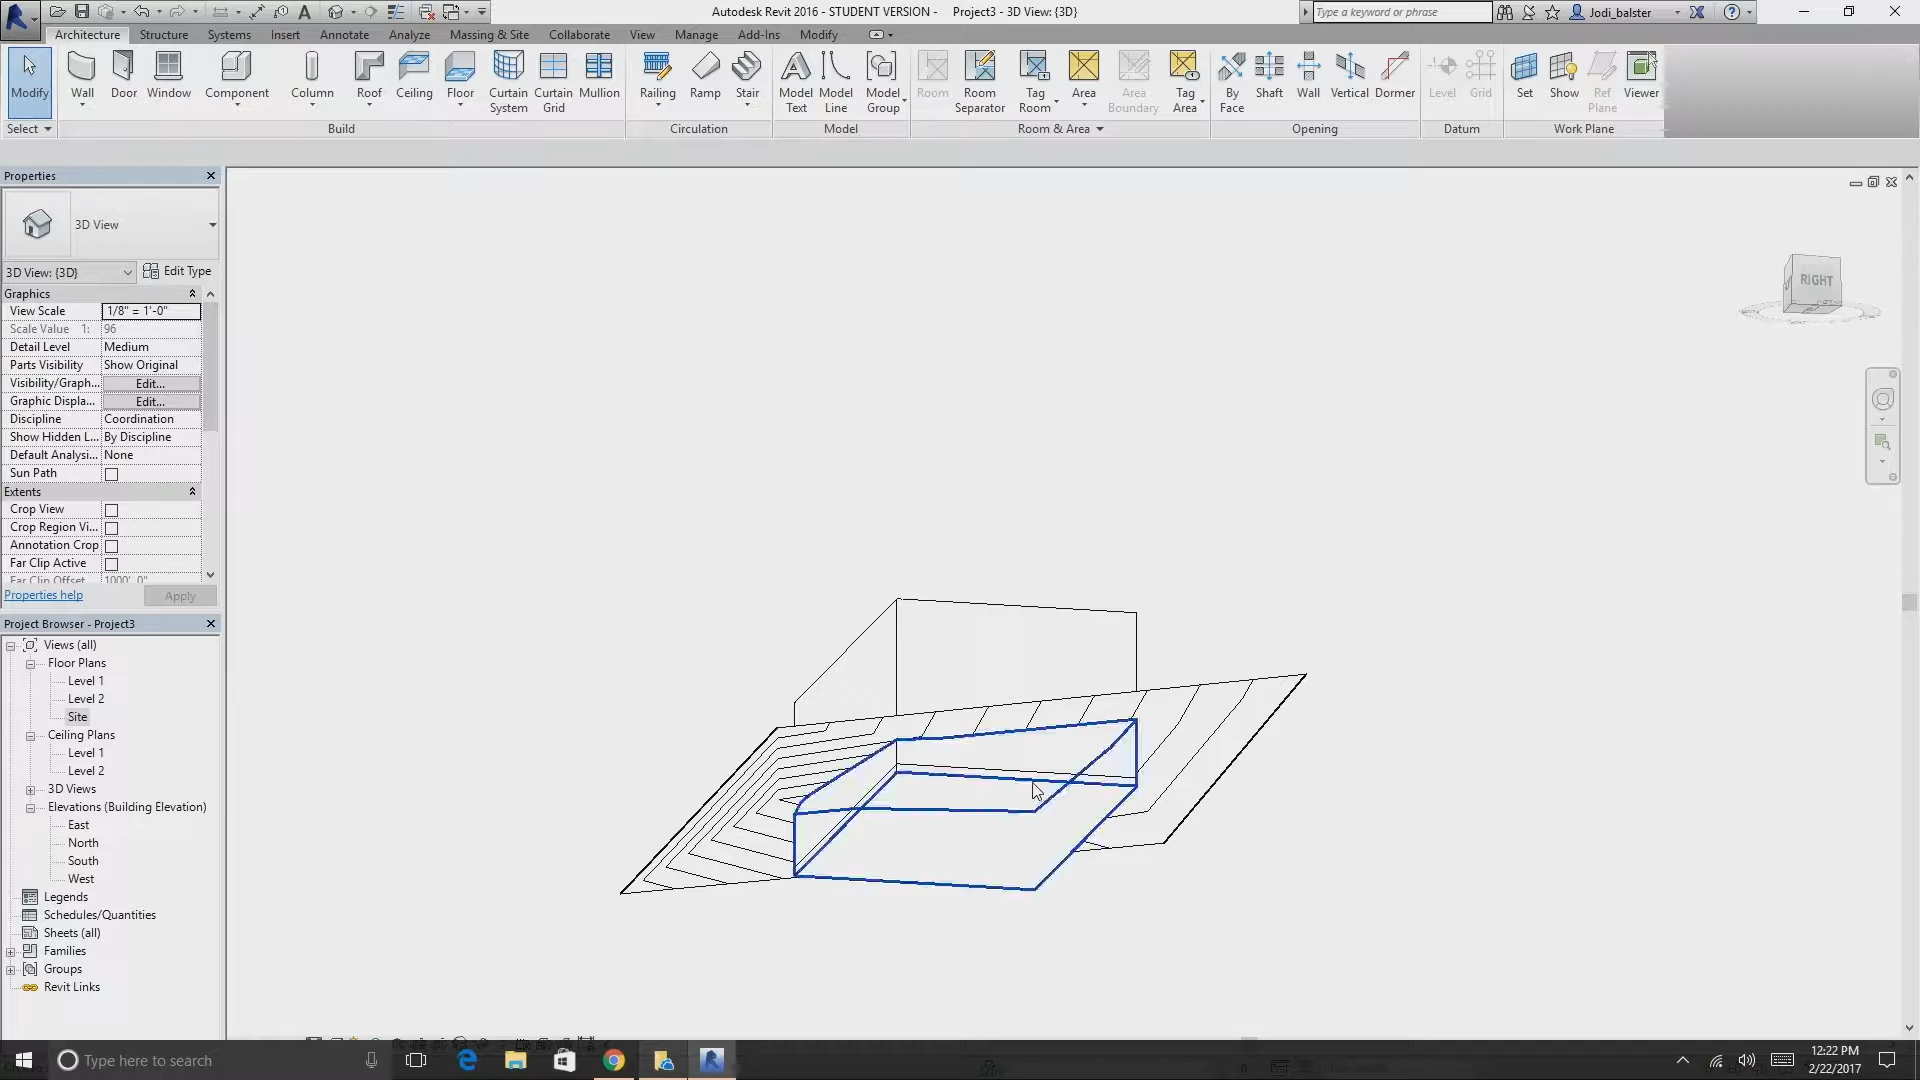 Autodesk Revit 2016 - STUDENT VERSION - Project3 - 3D View: {3D}
Type a keyword or phrase
Jodi_balster
Architecture Structure Systems Insert Annotate Analyze Massing & Site Collaborate View Manage Add-Ins Modify
Modify Wall Door Window Component Column Roof Ceiling Floor Curtain System Curtain Grid Mullion Railing Ramp Stair Model Text Model Line Model Group Room Room Separator Tag Room Area Area Boundary Tag Area By Face Shaft Wall Vertical Dormer Level Grid Set Show Ref Plane Viewer
Select Build Circulation Model Room & Area Opening Datum Work Plane
Properties
3D View
3D View: {3D} Edit Type
Graphics
View Scale 1/8" = 1'-0"
Scale Value 1: 96
Detail Level Medium
Parts Visibility Show Original
Visibility/Graph... Edit...
Graphic Displa... Edit...
Discipline Coordination
Show Hidden L... By Discipline
Default Analysi... None
Sun Path
Extents
Crop View
Crop Region Vi...
Annotation Crop
Far Clip Active
Far Clip Offset 1000' 0"
Properties help Apply
Project Browser - Project3
Views (all)
Floor Plans
Level 1
Level 2
Site
Ceiling Plans
Level 1
Level 2
3D Views
Elevations (Building Elevation)
East
North
South
West
Legends
Schedules/Quantities
Sheets (all)
Families
Groups
Revit Links
RIGHT
Type here to search
12:22 PM
2/22/2017